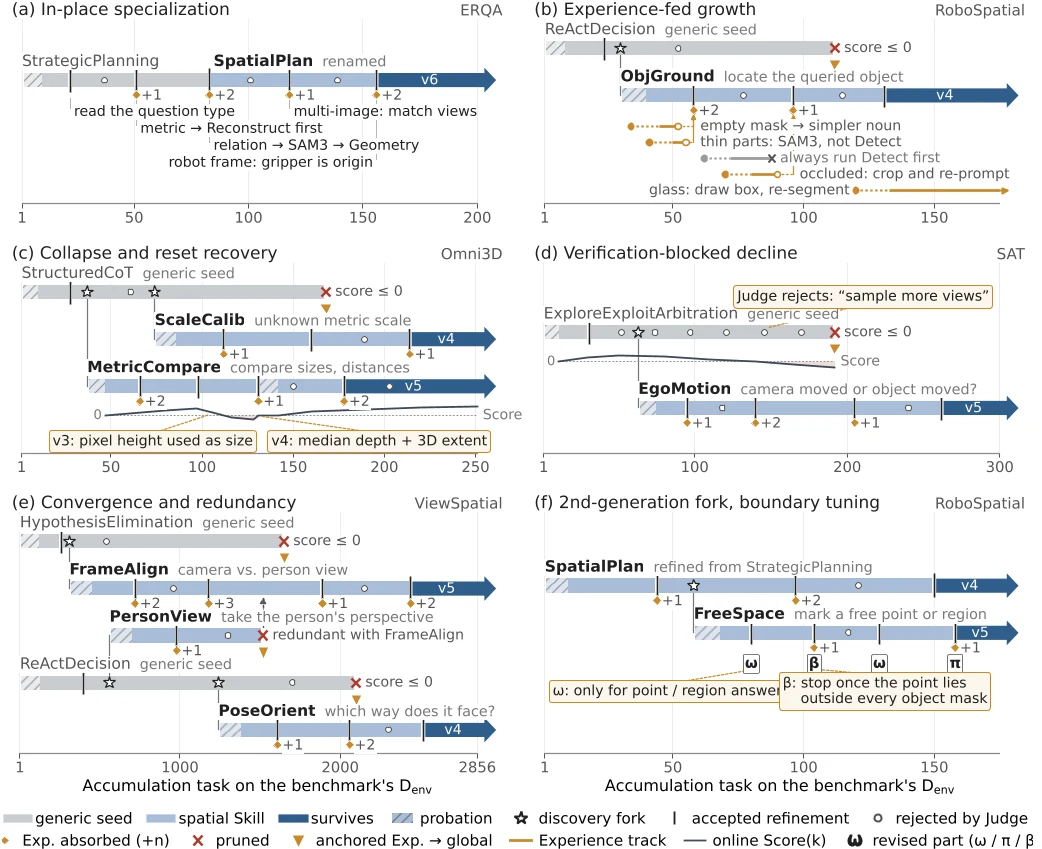 (a) In-place specialization ERQA
StrategicPlanning SpatialPlan renamed
v6
+1 +2 +1 +2
read the question type multi-image: match views
metric → Reconstruct first
relation → SAM3 → Geometry
robot frame: gripper is origin
1 50 100 150 200
(b) Experience-fed growth RoboSpatial
ReActDecision generic seed
score ≤ 0
ObjGround locate the queried object
v4
+2 +1
empty mask → simpler noun
thin parts: SAM3, not Detect
always run Detect first
occluded: crop and re-prompt
glass: draw box, re-segment
1 50 100 150
(c) Collapse and reset recovery Omni3D
StructuredCoT generic seed
score ≤ 0
ScaleCalib unknown metric scale
v4
+1 +1
MetricCompare compare sizes, distances
v5
+2 +1 +2
0 Score
v3: pixel height used as size v4: median depth + 3D extent
1 50 100 150 200 250
(d) Verification-blocked decline SAT
Judge rejects: “sample more views”
ExploreExploitArbitration generic seed
score ≤ 0
0 Score
EgoMotion camera moved or object moved?
v5
+1 +2 +1
1 100 200 300
(e) Convergence and redundancy ViewSpatial
HypothesisElimination generic seed
score ≤ 0
FrameAlign camera vs. person view
v5
+2 +3 +1 +2
PersonView take the person's perspective
redundant with FrameAlign
+1
ReActDecision generic seed
score ≤ 0
PoseOrient which way does it face?
v4
+1 +2
1 1000 2000 2856
Accumulation task on the benchmark's Denv
(f) 2nd-generation fork, boundary tuning RoboSpatial
SpatialPlan refined from StrategicPlanning
v4
+1 +2
FreeSpace mark a free point or region
v5
+1 +1
ω β ω π
ω: only for point / region answer
β: stop once the point lies
outside every object mask
1 50 100 150
Accumulation task on the benchmark's Denv
generic seed spatial Skill survives probation discovery fork accepted refinement rejected by Judge
Exp. absorbed (+n) pruned anchored Exp. → global Experience track online Score(k) ω revised part (ω / π / β